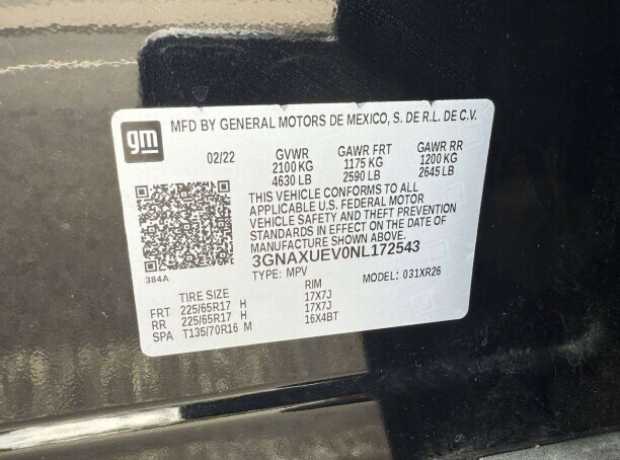 gm
MFD BY GENERAL MOTORS DE MEXICO, S. DE R.L. DE C.V.
02/22 GVWR GAWR FRT GAWR RR
2100 KG 1175 KG 1200 KG
4630 LB 2590 LB 2645 LB
THIS VEHICLE CONFORMS TO ALL
APPLICABLE U.S. FEDERAL MOTOR
VEHICLE SAFETY AND THEFT PREVENTION
STANDARDS IN EFFECT ON THE DATE OF
MANUFACTURE SHOWN ABOVE.
3GNAXUEV0NL172543
384A TYPE: MPV MODEL: 031XR26
TIRE SIZE RIM
FRT 225/65R17 H 17X7J
RR 225/65R17 H 17X7J
SPA T135/70R16 M 16X4BT